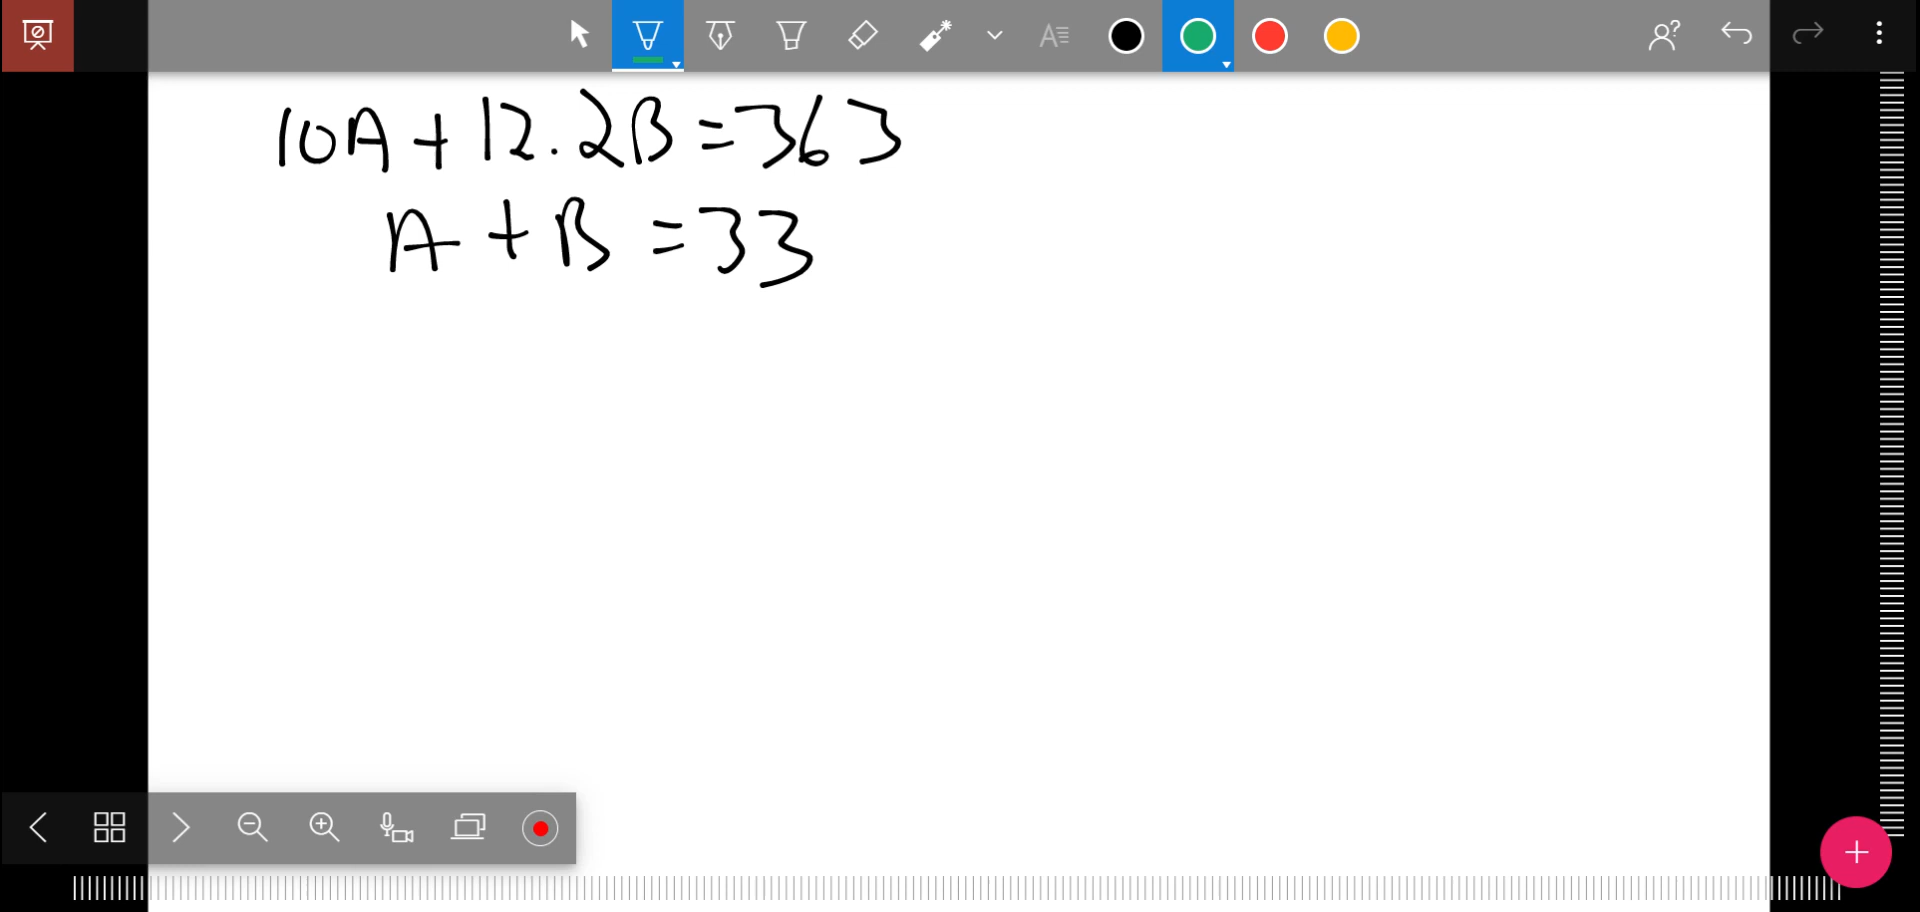 10A + 12.2B = 363
A + B = 33